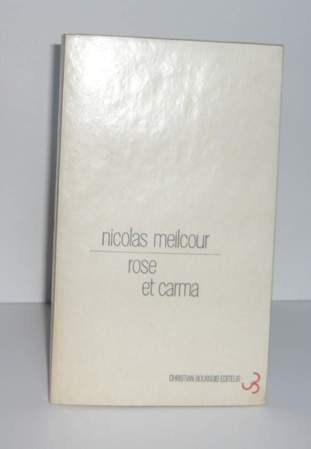 nicolas meilcour
rose
et carma
CHRISTIAN BOURGOIS EDITEUR